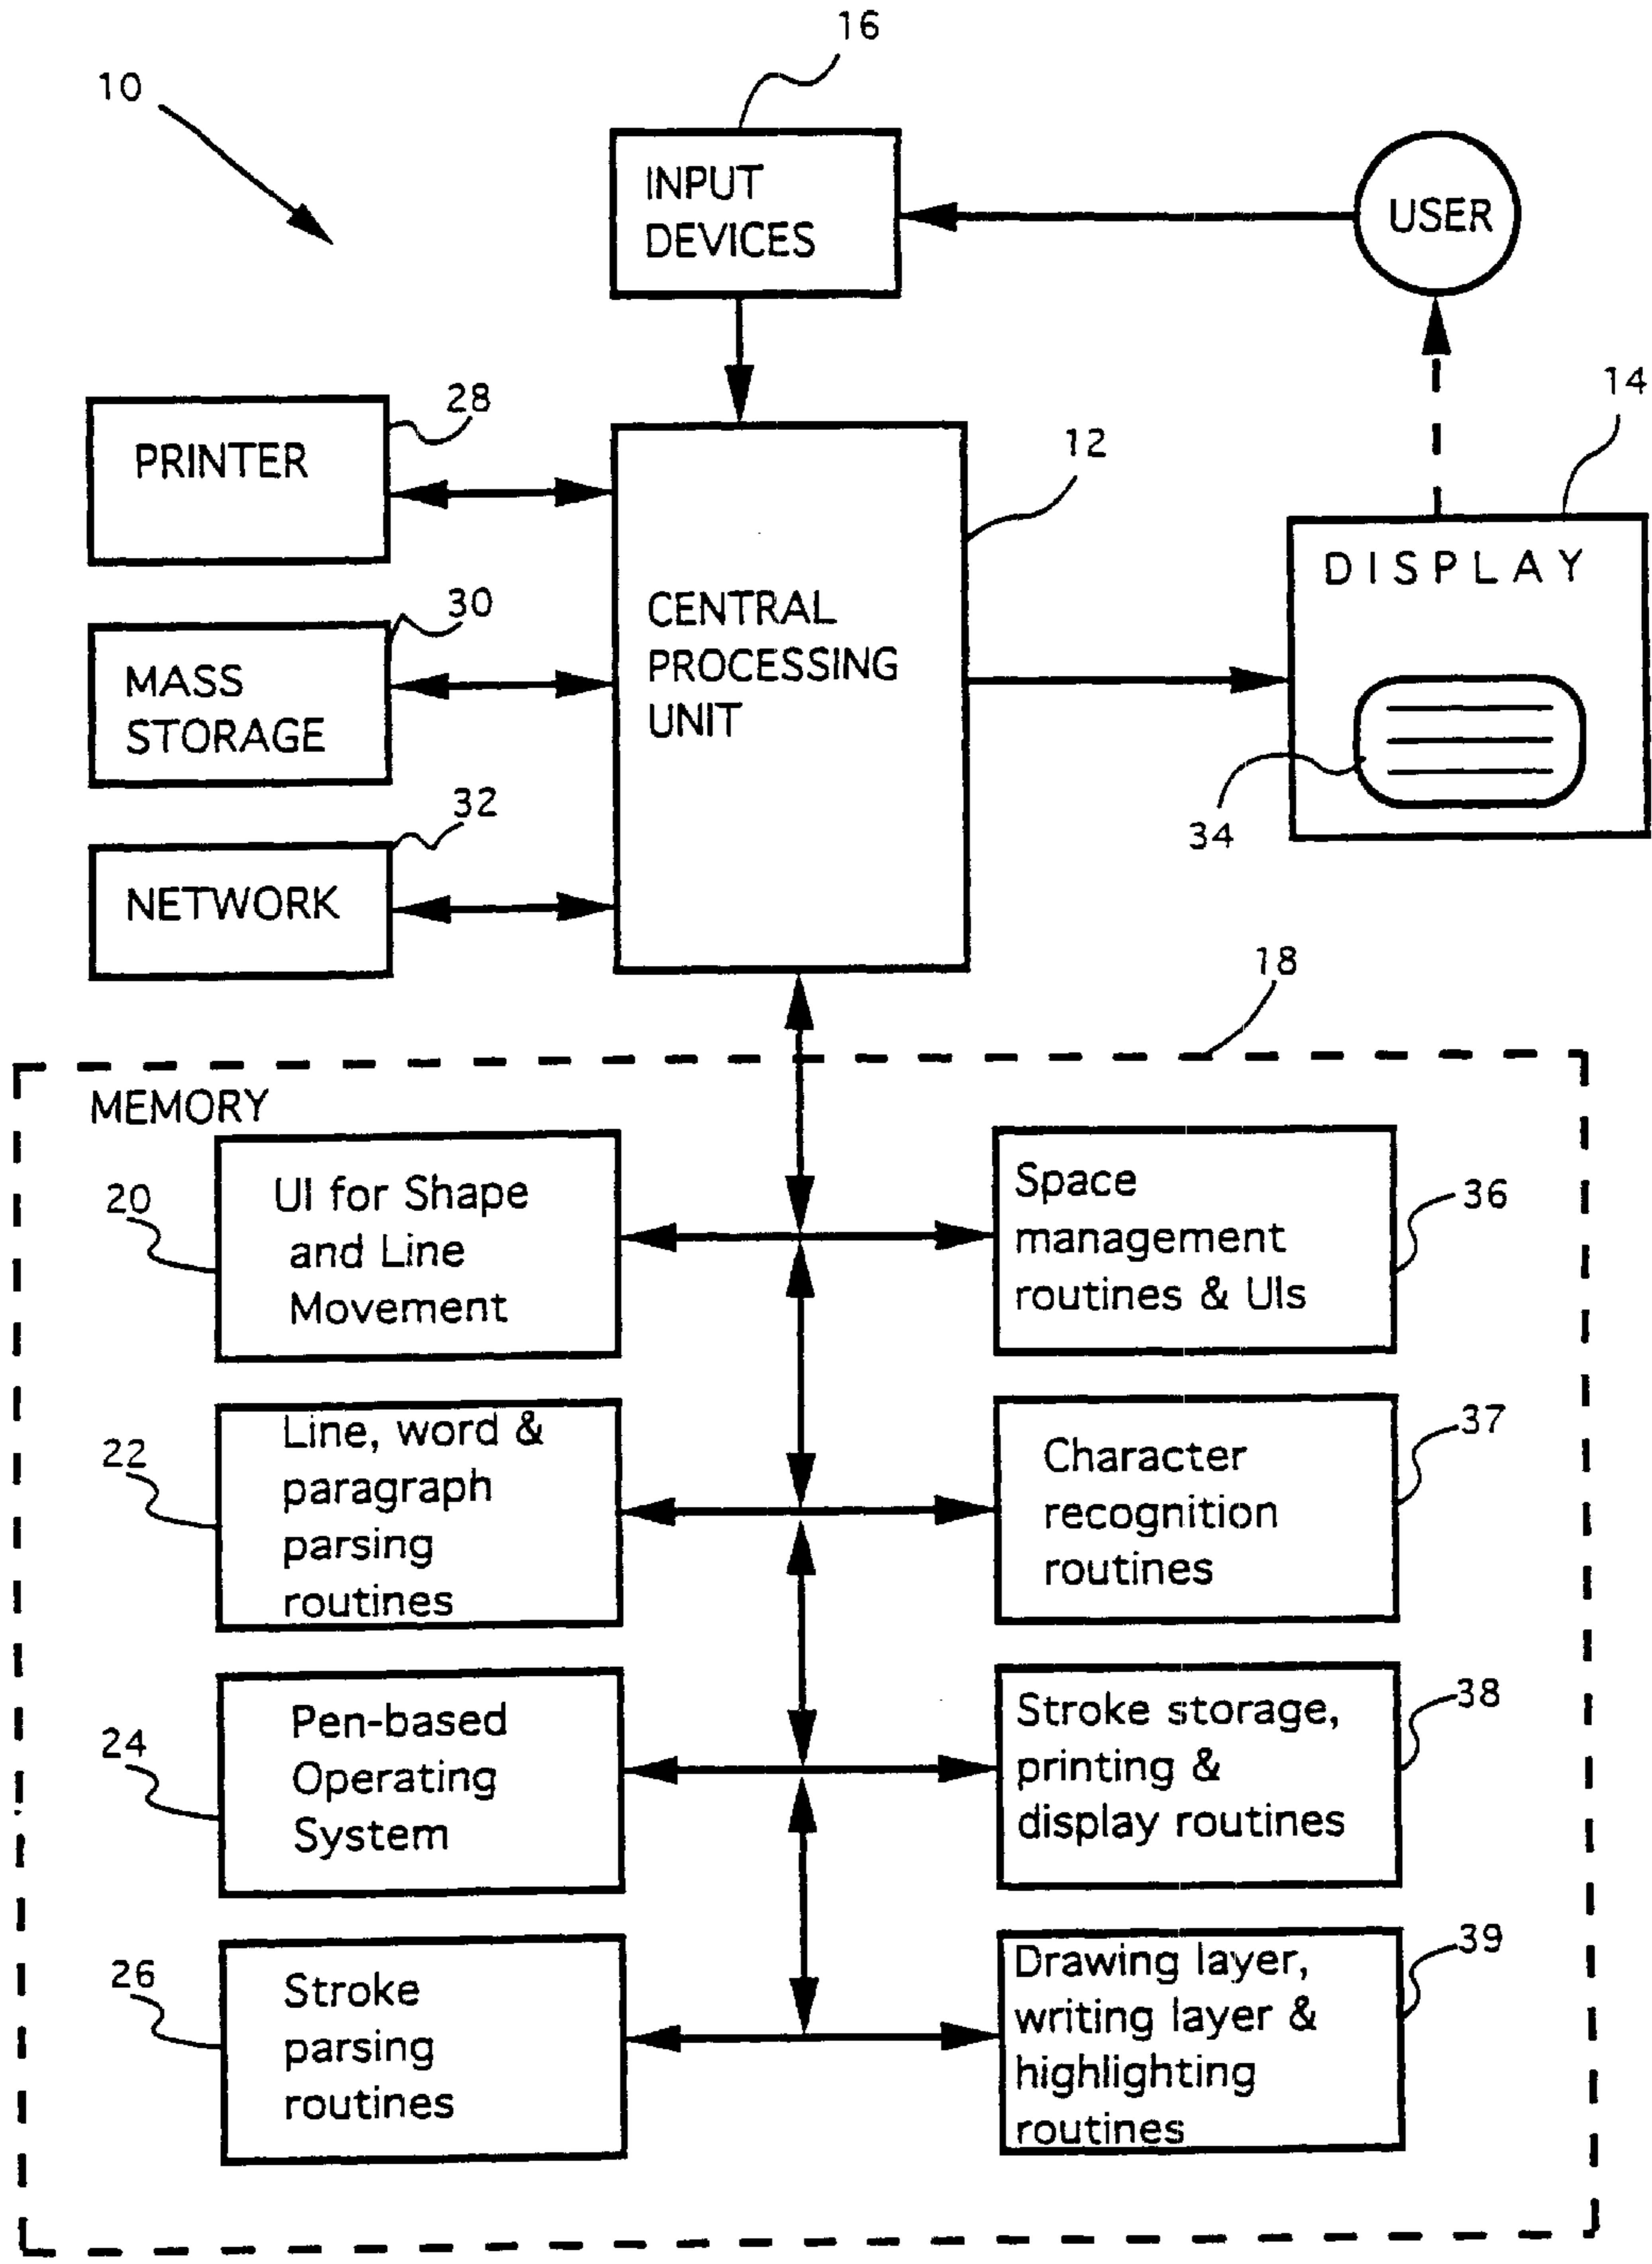 16
10
INPUT
DEVICES
USER
14
28
PRINTER
12
DISPLAY
30
CENTRAL
PROCESSING
UNIT
MASS
STORAGE
34
32
NETWORK
18
MEMORY
20
UI for Shape
and Line
Movement
Space
management
routines & UIs
36
22
Line, word &
paragraph
parsing
routines
Character
recognition
routines
37
24
Pen-based
Operating
System
Stroke storage,
printing &
display routines
38
26
Stroke
parsing
routines
Drawing layer,
writing layer &
highlighting
routines
39